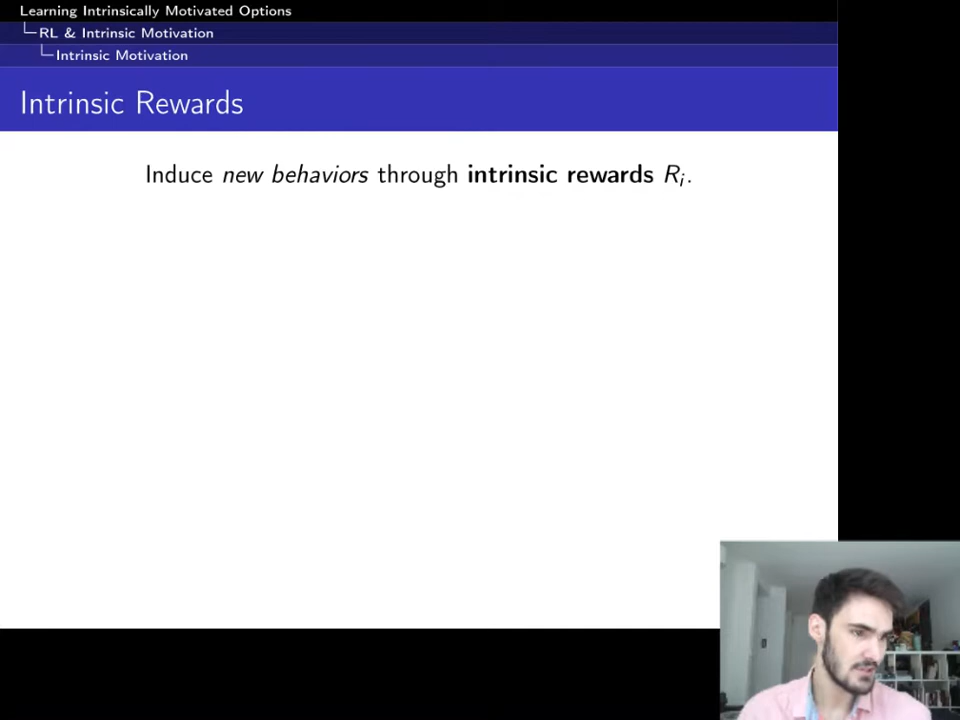 Learning Intrinsically Motivated Options
RL & Intrinsic Motivation
Intrinsic Motivation
Intrinsic Rewards
Induce new behaviors through intrinsic rewards Rᵢ.